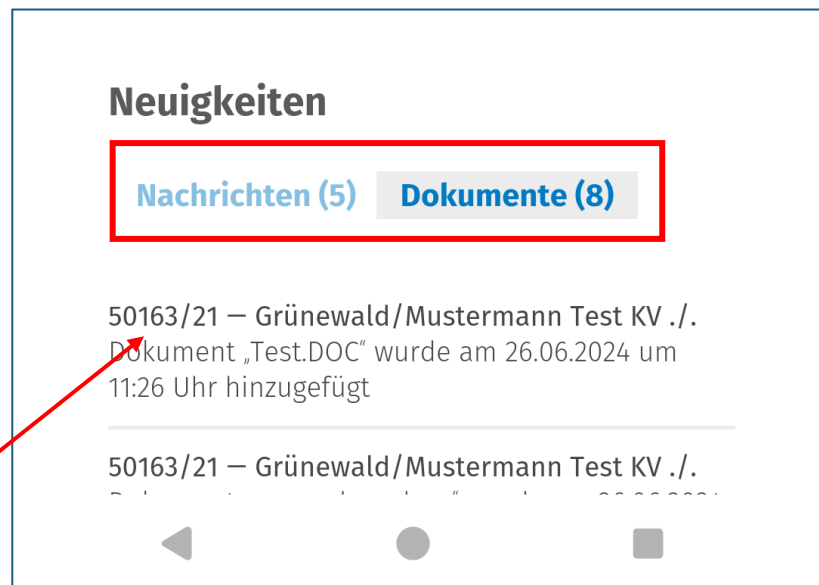 Neuigkeiten
Nachrichten (5) Dokumente (8)
50163/21 — Grünewald/Mustermann Test KV ./.
Dokument „Test.DOC“ wurde am 26.06.2024 um
11:26 Uhr hinzugefügt
50163/21 — Grünewald/Mustermann Test KV ./.